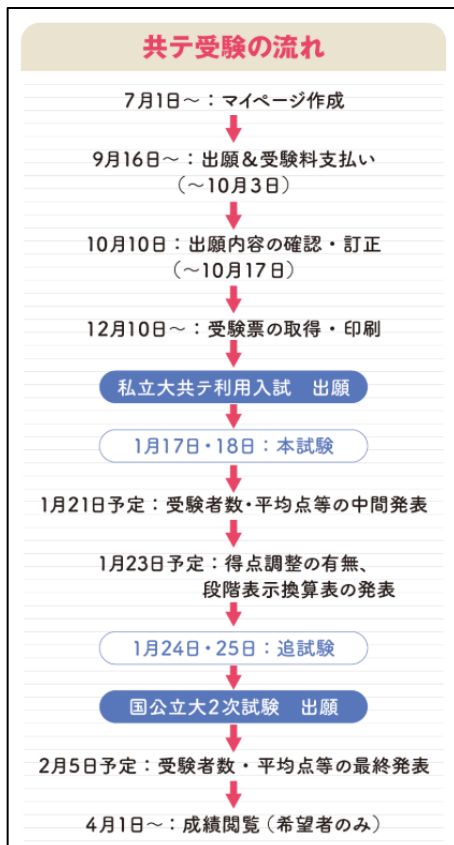 共テ受験の流れ
7月1日～：マイページ作成
9月16日～：出願＆受験料支払い
（～10月3日）
10月10日：出願内容の確認・訂正
（～10月17日）
12月10日～：受験票の取得・印刷
私立大共テ利用入試　出願
1月17日・18日：本試験
1月21日予定：受験者数・平均点等の中間発表
1月23日予定：得点調整の有無、
段階表示換算表の発表
1月24日・25日：追試験
国公立大2次試験　出願
2月5日予定：受験者数・平均点等の最終発表
4月1日～：成績閲覧（希望者のみ）